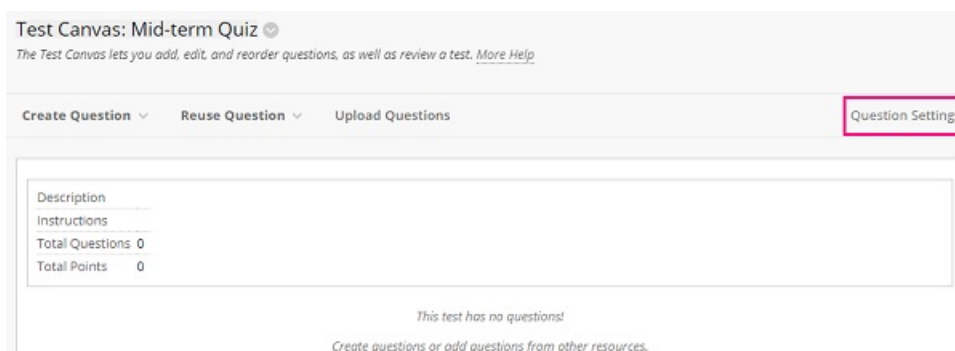 Test Canvas: Mid-term Quiz
The Test Canvas lets you add, edit, and reorder questions, as well as review a test. More Help
Create Question Reuse Question Upload Questions Question Setting
Description
Instructions
Total Questions 0
Total Points 0
This test has no questions!
Create questions or add questions from other resources.